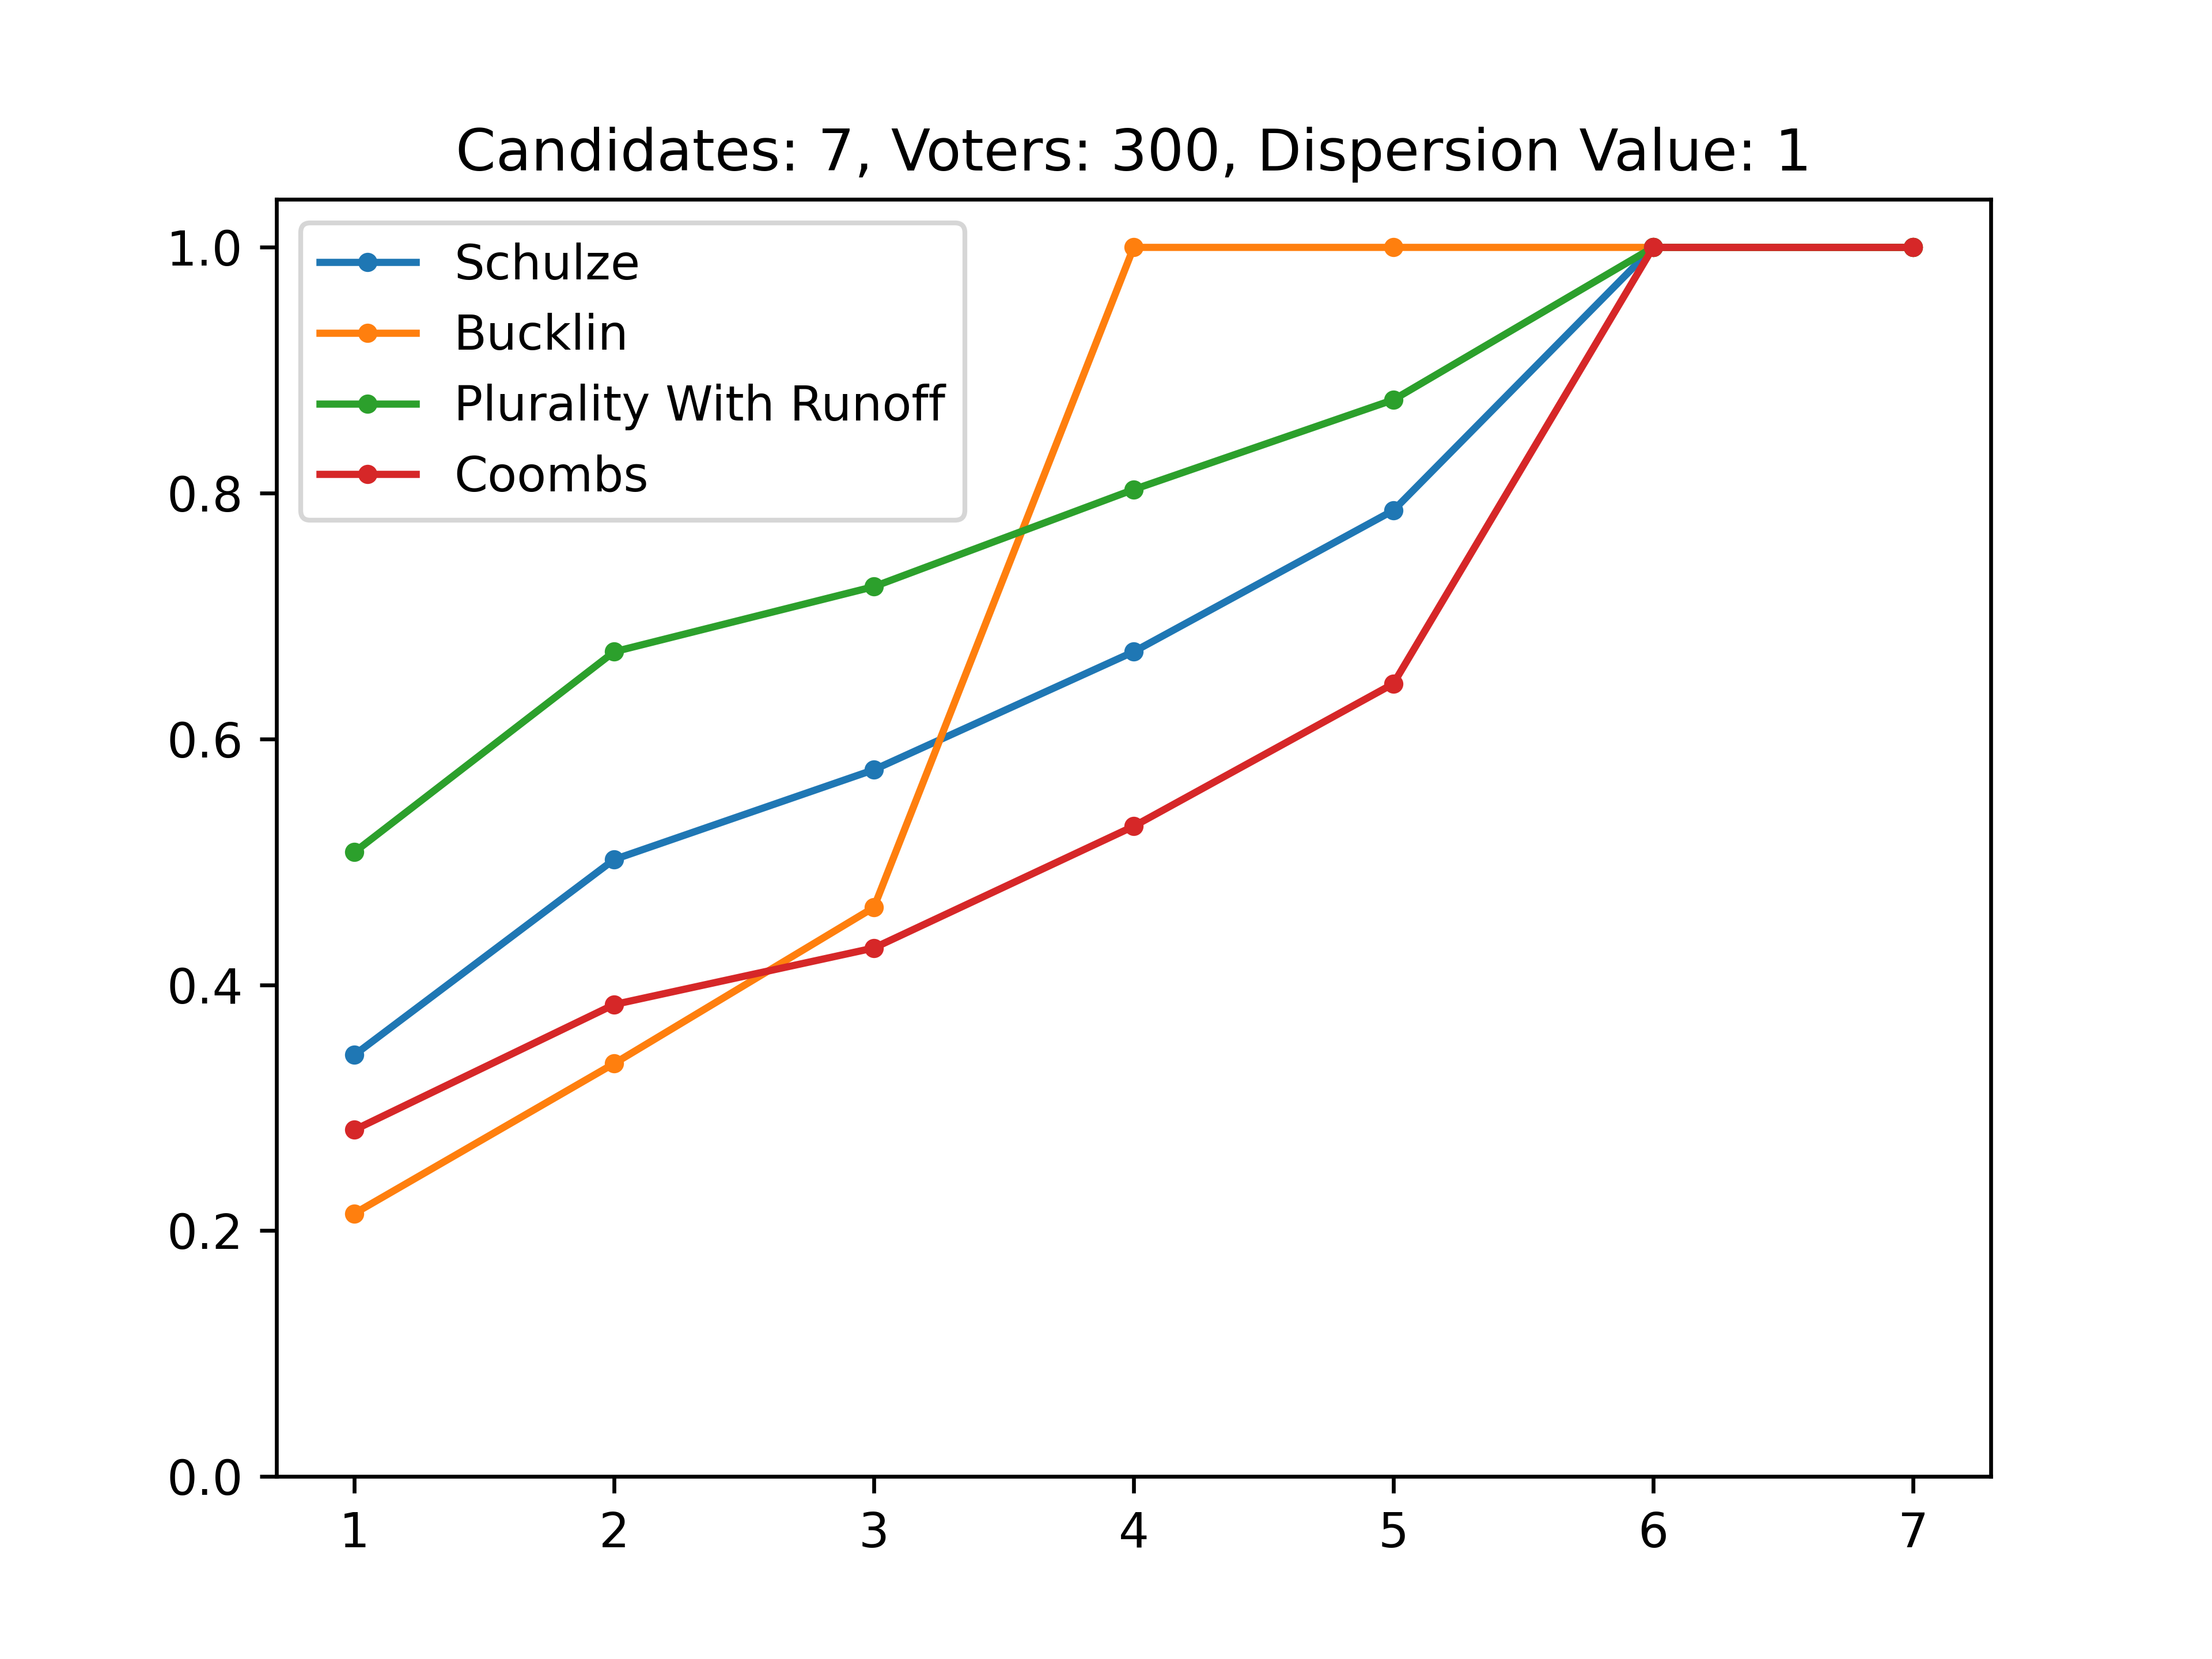 Candidates: 7, Voters: 300, Dispersion Value: 1
1.0
0.8
0.6
0.4
0.2
0.0
Schulze
Bucklin
Plurality With Runoff
Coombs
1 2 3 4 5 6 7